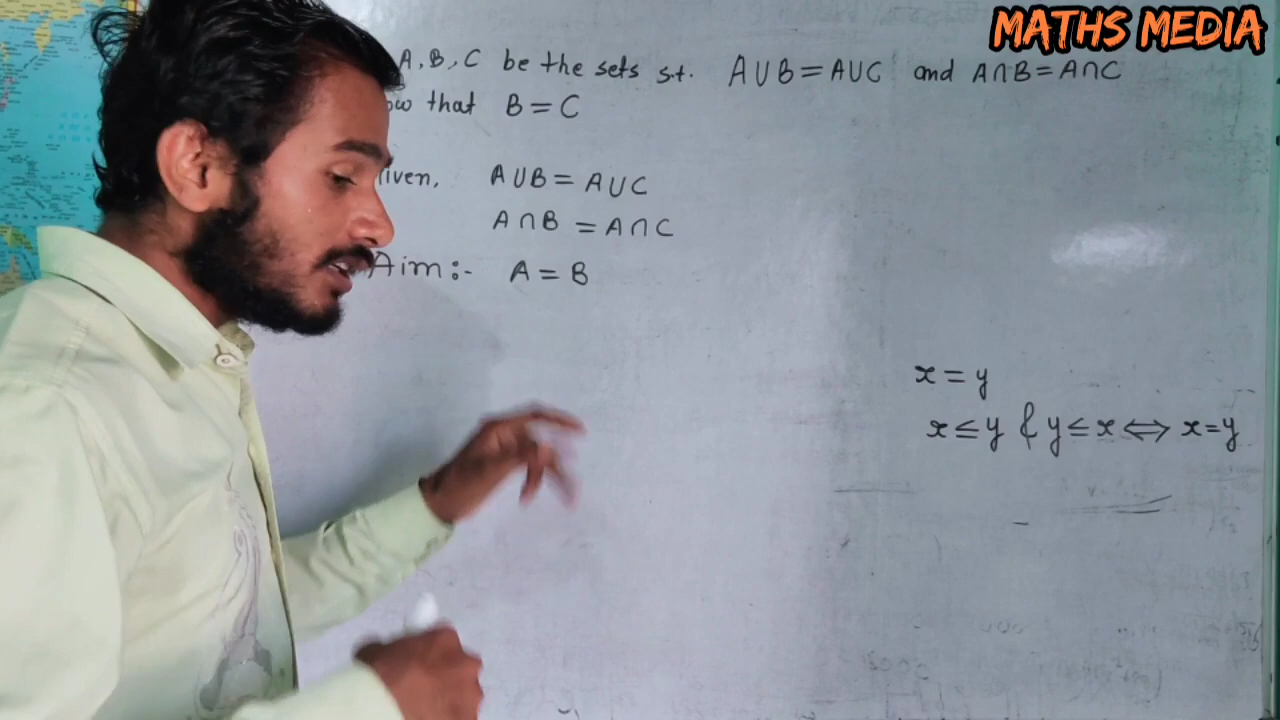 MATHS MEDIA
A, B, C be the sets s.t. A∪B = A∪C and A∩B = A∩C
that B = C
A∪B = A∪C
A∩B = A∩C
Aim:- A = B
x = y
x ≤ y & y ≤ x ⇔ x = y